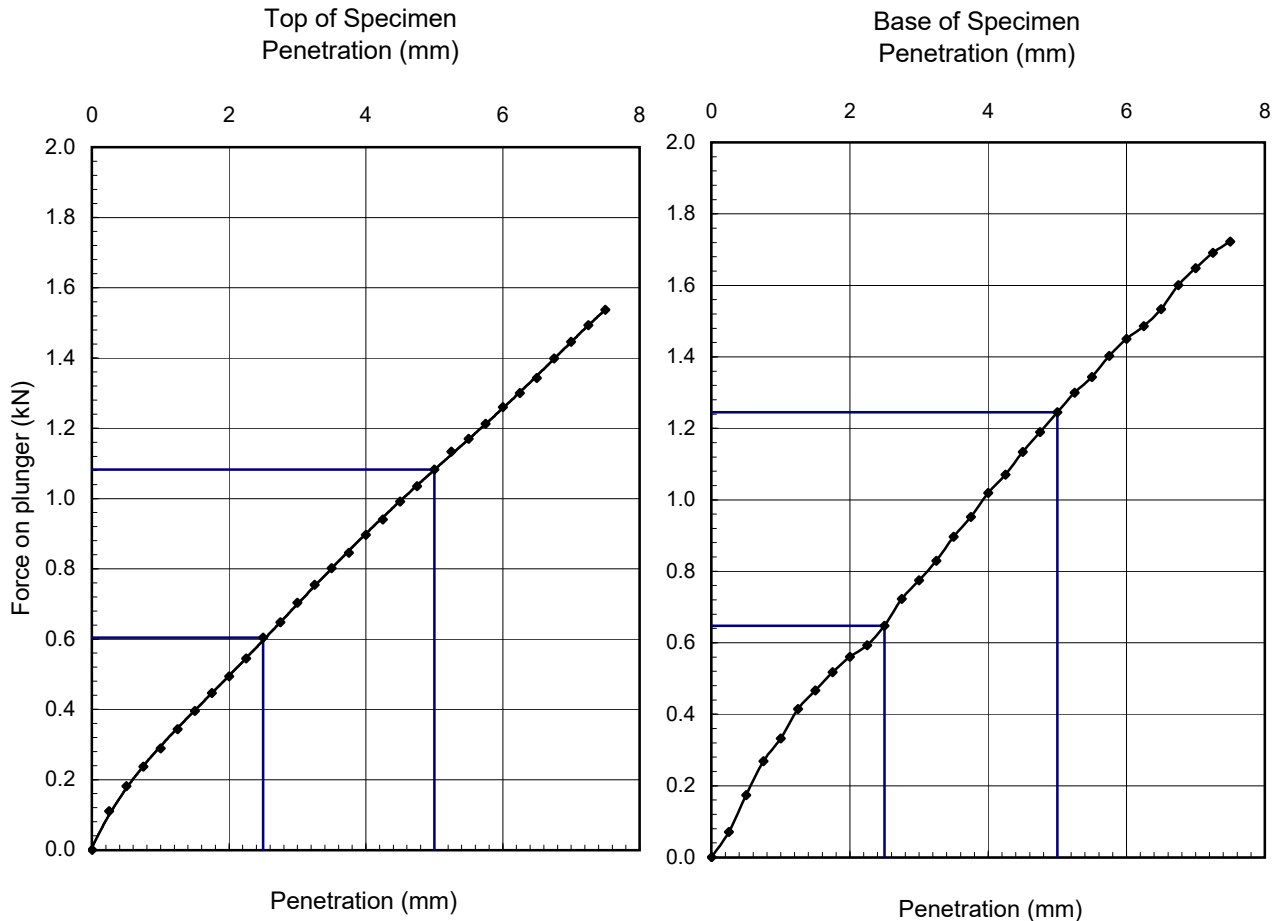 Top of Specimen
Penetration (mm)
0 2 4 6 8
2.0
1.8
1.6
1.4
1.2
1.0
0.8
0.6
0.4
0.2
0.0
Force on plunger (kN)
Penetration (mm)
Base of Specimen
Penetration (mm)
0 2 4 6 8
2.0
1.8
1.6
1.4
1.2
1.0
0.8
0.6
0.4
0.2
0.0
Penetration (mm)